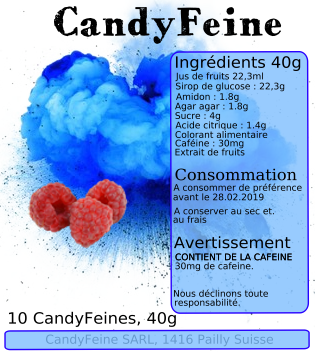 CandyFeine
Ingrédients 40g
Jus de fruits 22,3ml
Sirop de glucose : 22,3g
Amidon : 1.8g
Agar agar : 1.8g
Sucre : 4g
Acide citrique : 1.4g
Colorant alimentaire
Caféine : 30mg
Extrait de fruits
Consommation
A consommer de préférence
avant le 28.02.2019
A conserver au sec et.
au frais
Avertissement
CONTIENT DE LA CAFEINE
30mg de cafeine.
Nous déclinons toute
responsabilité.
10 CandyFeines, 40g
CandyFeine SARL, 1416 Pailly Suisse